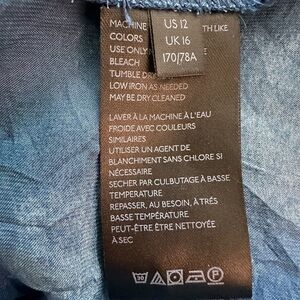 US 12
UK 16
170/78A
MACHINE
TH LIKE
COLORS
USE ONLY
BLEACH
TUMBLE DR
LOW IRON AS NEEDED
MAY BE DRY CLEANED
LAVER À LA MACHINE À L'EAU
FROIDE AVEC COULEURS
SIMILAIRES
UTILISER UN AGENT DE
BLANCHIMENT SANS CHLORE SI
NÉCESSAIRE
SECHER PAR CULBUTAGE À BASSE
TEMPÉRATURE
REPASSER, AU BESOIN, À TRÈS
BASSE TEMPÉRATURE
PEUT-ÊTRE ÊTRE NETTOYÉE
À SEC
30
P